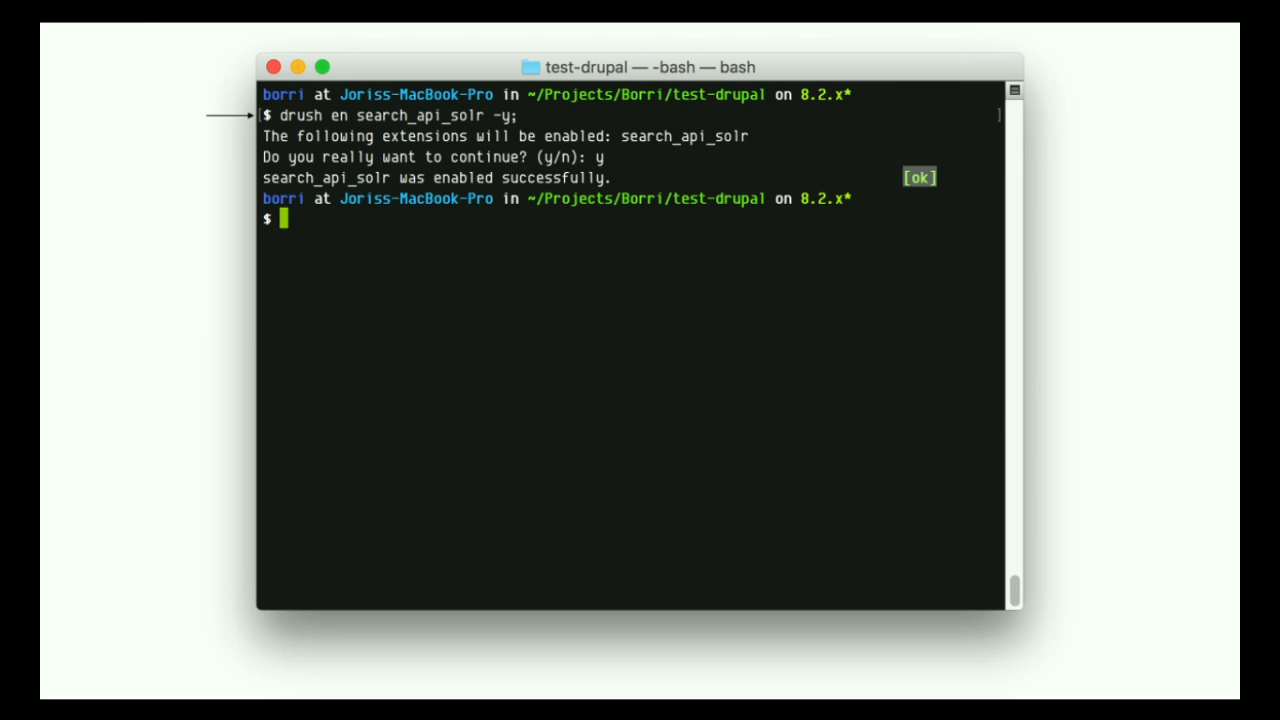 test-drupal — -bash — bash
borri at Joriss-MacBook-Pro in ~/Projects/Borri/test-drupal on 8.2.x*
[$ drush en search_api_solr -y; ]
The following extensions will be enabled: search_api_solr
Do you really want to continue? (y/n): y
search_api_solr was enabled successfully. [ok]
borri at Joriss-MacBook-Pro in ~/Projects/Borri/test-drupal on 8.2.x*
$